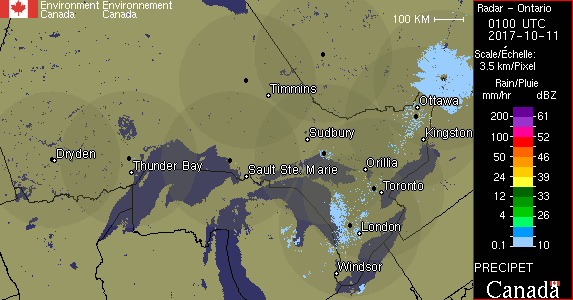 Environment Environnement
Canada Canada
100 KM
Timmins
Ottawa
Sudbury
Kingston
Dryden
Thunder Bay
Sault Ste. Marie
Orillia
Toronto
London
Windsor
Radar - Ontario
0100 UTC
2017-10-11
Scale/Échelle:
3.5 km/Pixel
Rain/Pluie
mm/hr dBZ
200 61
100 52
50 46
24 39
12 33
4 26
0.1 10
PRECIPET
Canada